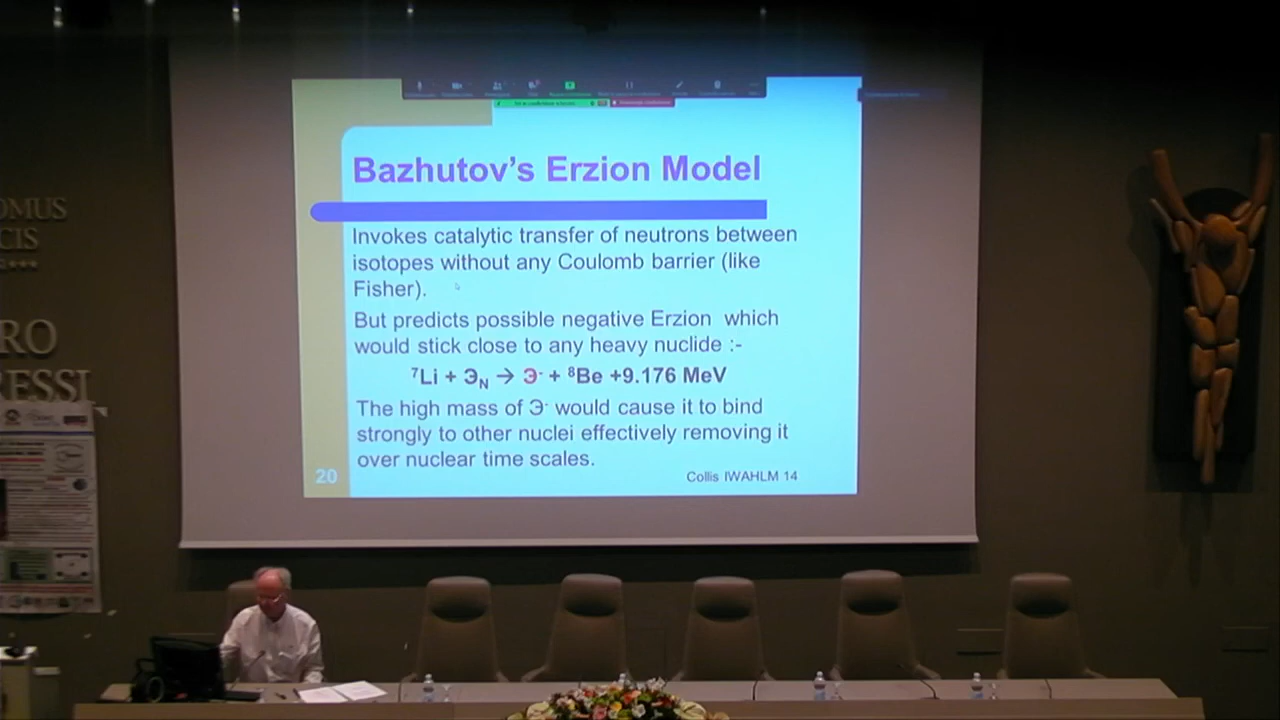 Bazhutov's Erzion Model
Invokes catalytic transfer of neutrons between
isotopes without any Coulomb barrier (like
Fisher).
But predicts possible negative Erzion which
would stick close to any heavy nuclide :-
⁷Li + Э_N → Э⁻ + ⁸Be +9.176 MeV
The high mass of Э⁻ would cause it to bind
strongly to other nuclei effectively removing it
over nuclear time scales.
20
Collis IWAHLM 14
OMUS
CIS
RO
RESSI